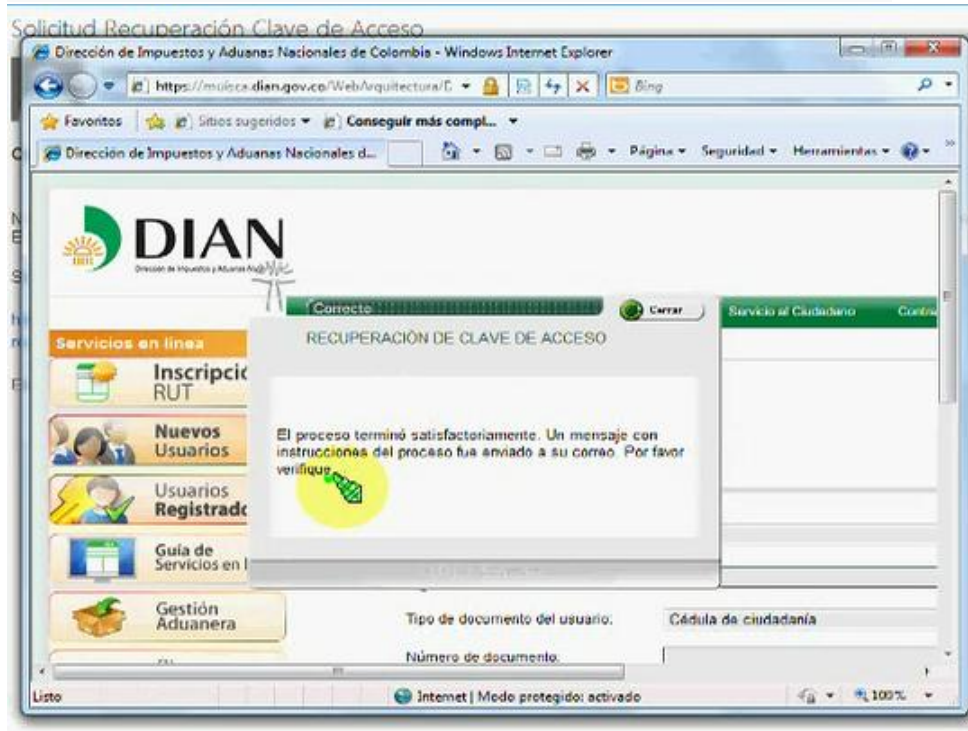 Solicitud Recuperación Clave de Acceso
Dirección de Impuestos y Aduanas Nacionales de Colombia - Windows Internet Explorer
https://muisca.dian.gov.co/WebArquitectura/D
Bing
Favoritos
Sitios sugeridos
Conseguir más compl...
Dirección de Impuestos y Aduanas Nacionales d...
Página
Seguridad
Herramientas
DIAN
Dirección de Impuestos y Aduanas
Correcto
Cerrar
Servicio al Ciudadano
RECUPERACIÓN DE CLAVE DE ACCESO
El proceso terminó satisfactoriamente. Un mensaje con
instrucciones del proceso fue enviado a su correo. Por favor
verifique.
Servicios en línea
Inscripció
RUT
Nuevos
Usuarios
Usuarios
Registrado
Guía de
Servicios en l
Gestión
Aduanera
Tipo de documento del usuario:
Cédula de ciudadanía
Número de documento:
Listo
Internet | Modo protegido: activado
100%